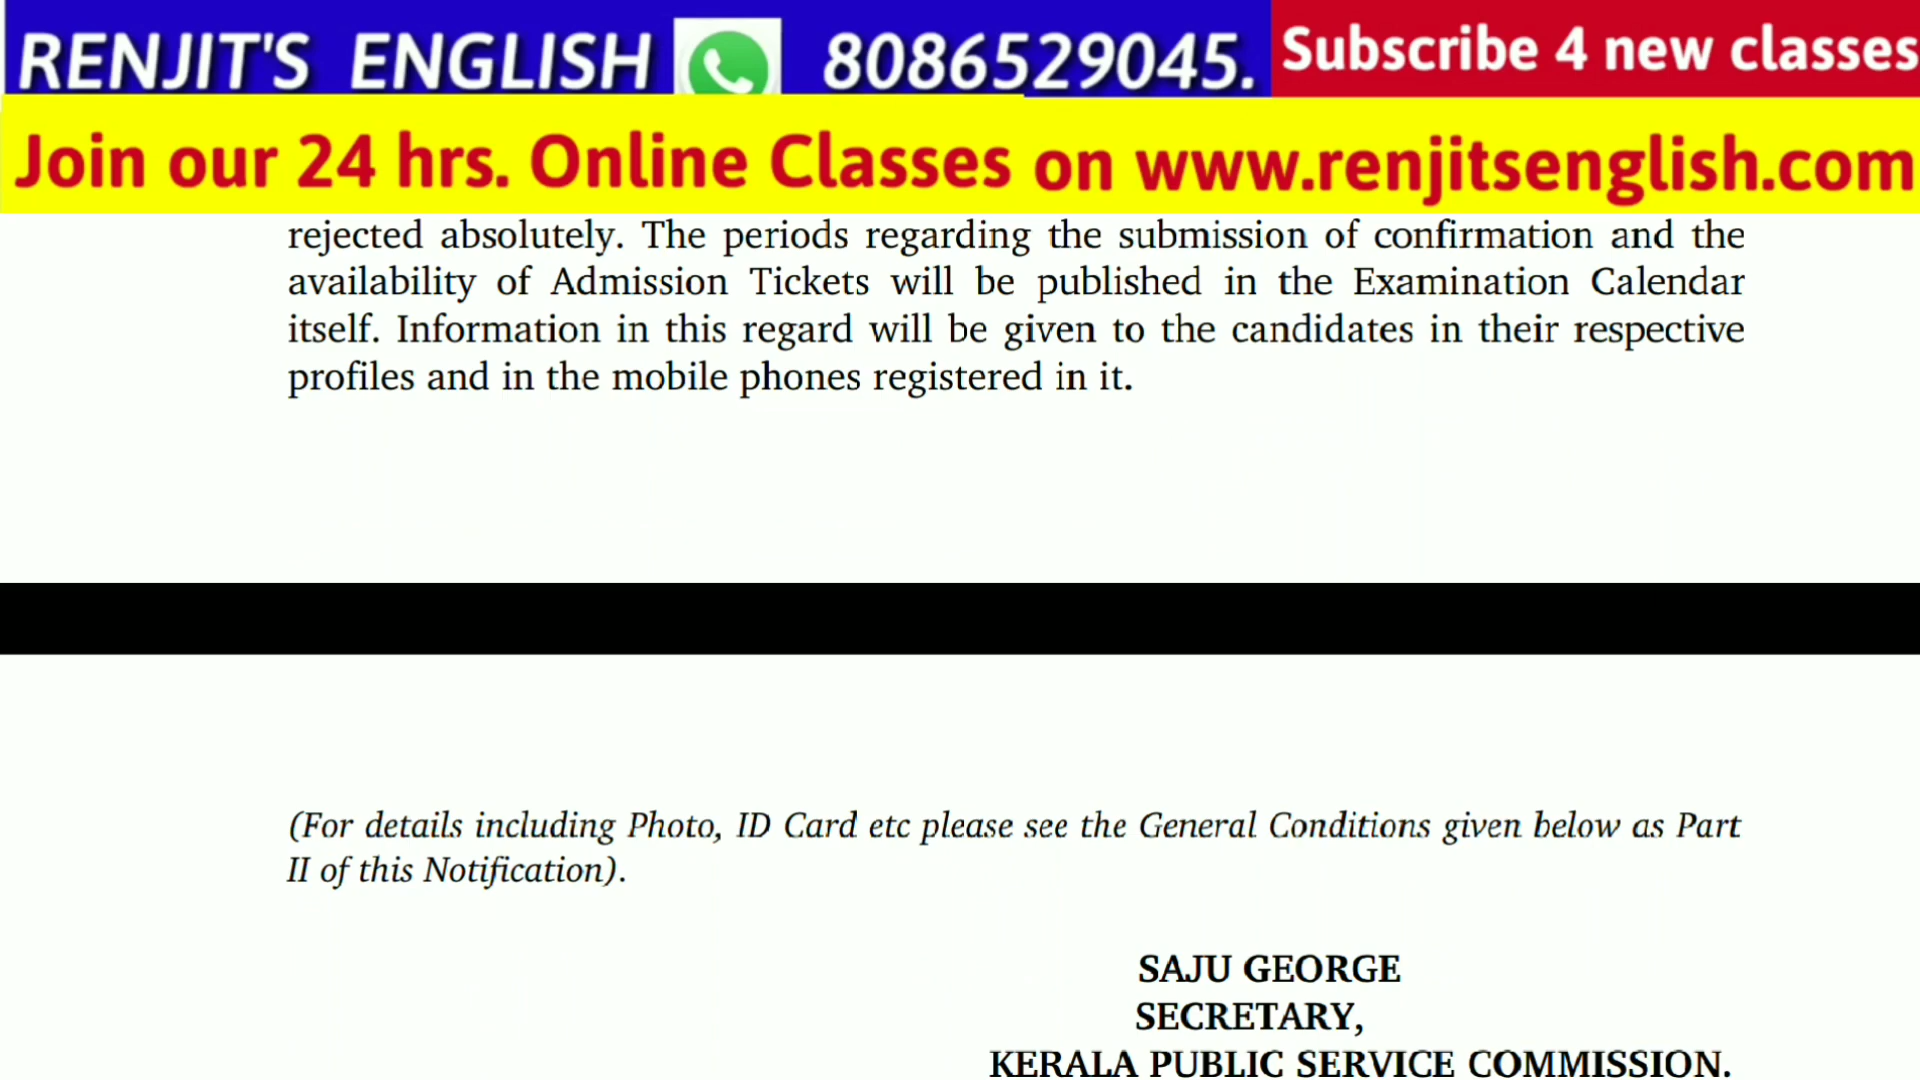 RENJIT'S ENGLISH 8086529045. Subscribe 4 new classes
Join our 24 hrs. Online Classes on www.renjitsenglish.com
rejected absolutely. The periods regarding the submission of confirmation and the
availability of Admission Tickets will be published in the Examination Calendar
itself. Information in this regard will be given to the candidates in their respective
profiles and in the mobile phones registered in it.
(For details including Photo, ID Card etc please see the General Conditions given below as Part
II of this Notification).
SAJU GEORGE
SECRETARY,
KERALA PUBLIC SERVICE COMMISSION.